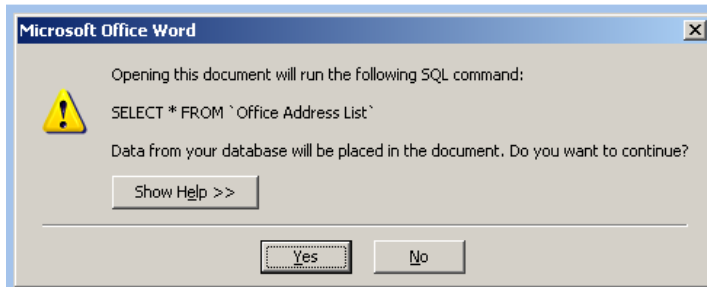 Microsoft Office Word
Opening this document will run the following SQL command:
SELECT * FROM `Office Address List`
Data from your database will be placed in the document. Do you want to continue?
Show Help >>
Yes
No